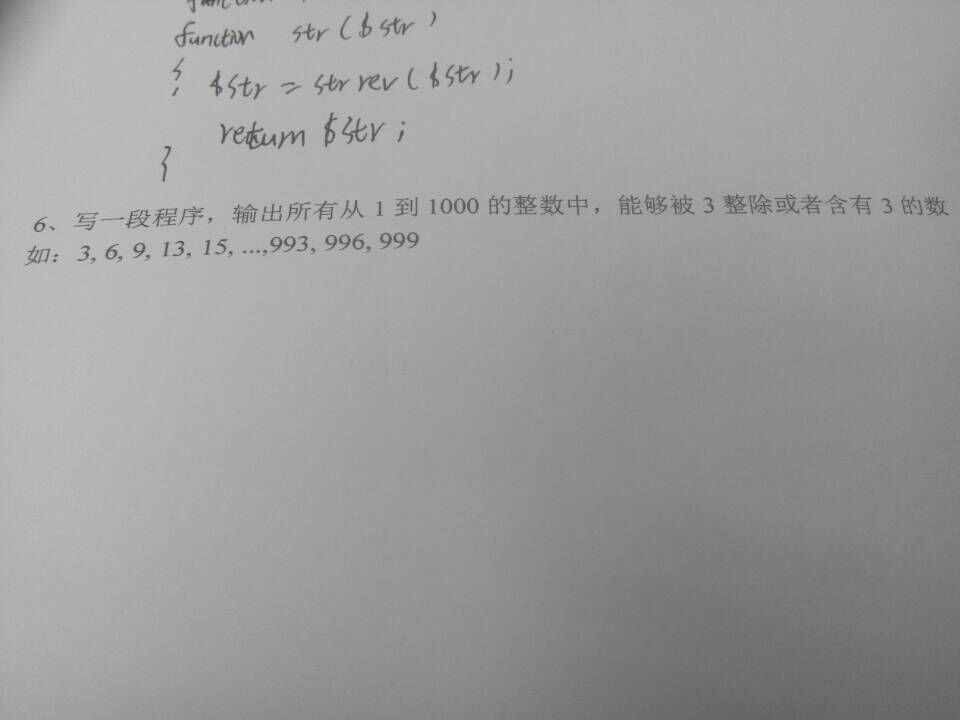 function str($str)
{ $str = strrev($str);
return $str;
}
6、写一段程序，输出所有从 1 到 1000 的整数中，能够被 3 整除或者含有 3 的数
如：3, 6, 9, 13, 15, ...,993, 996, 999